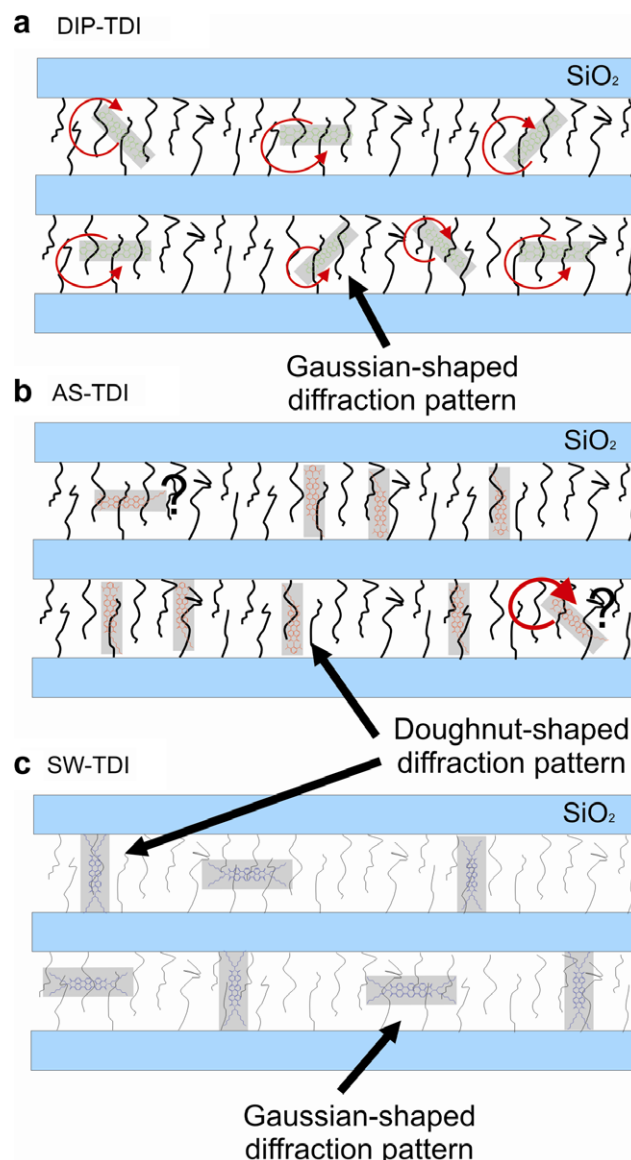 a DIP-TDI
SiO₂
Gaussian-shaped
diffraction pattern
b AS-TDI
SiO₂
?
?
Doughnut-shaped
diffraction pattern
c SW-TDI
SiO₂
Gaussian-shaped
diffraction pattern